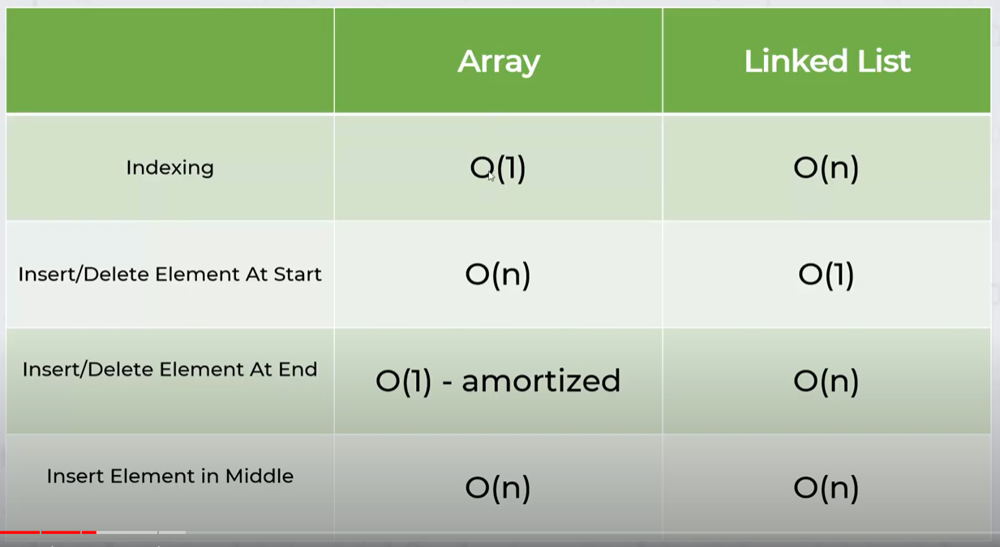 Array
Linked List
Indexing
O(1)
O(n)
Insert/Delete Element At Start
O(n)
O(1)
Insert/Delete Element At End
O(1) - amortized
O(n)
Insert Element in Middle
O(n)
O(n)